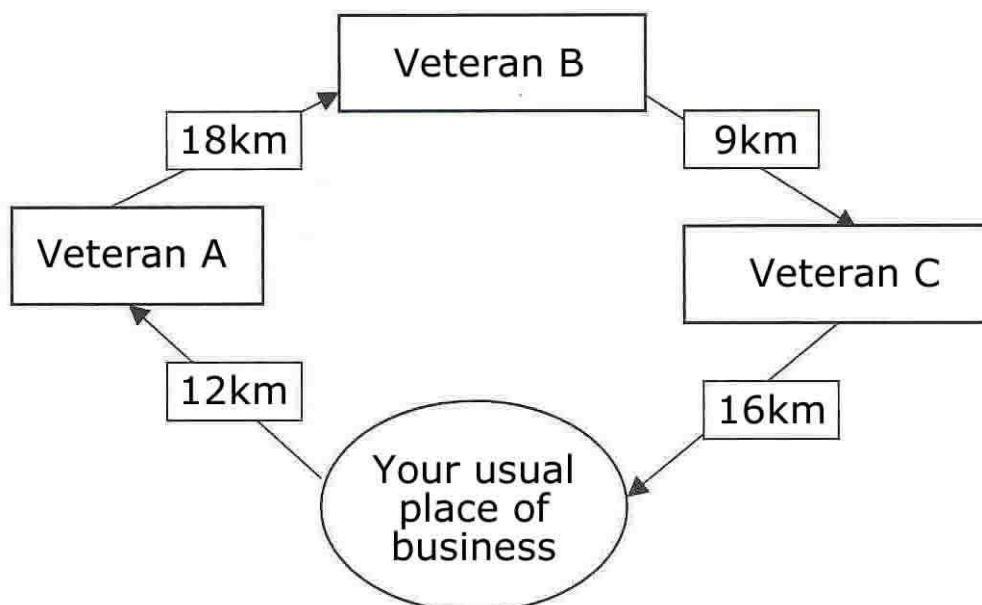 Veteran B
18km
9km
Veteran A
Veteran C
12km
16km
Your usual
place of
business